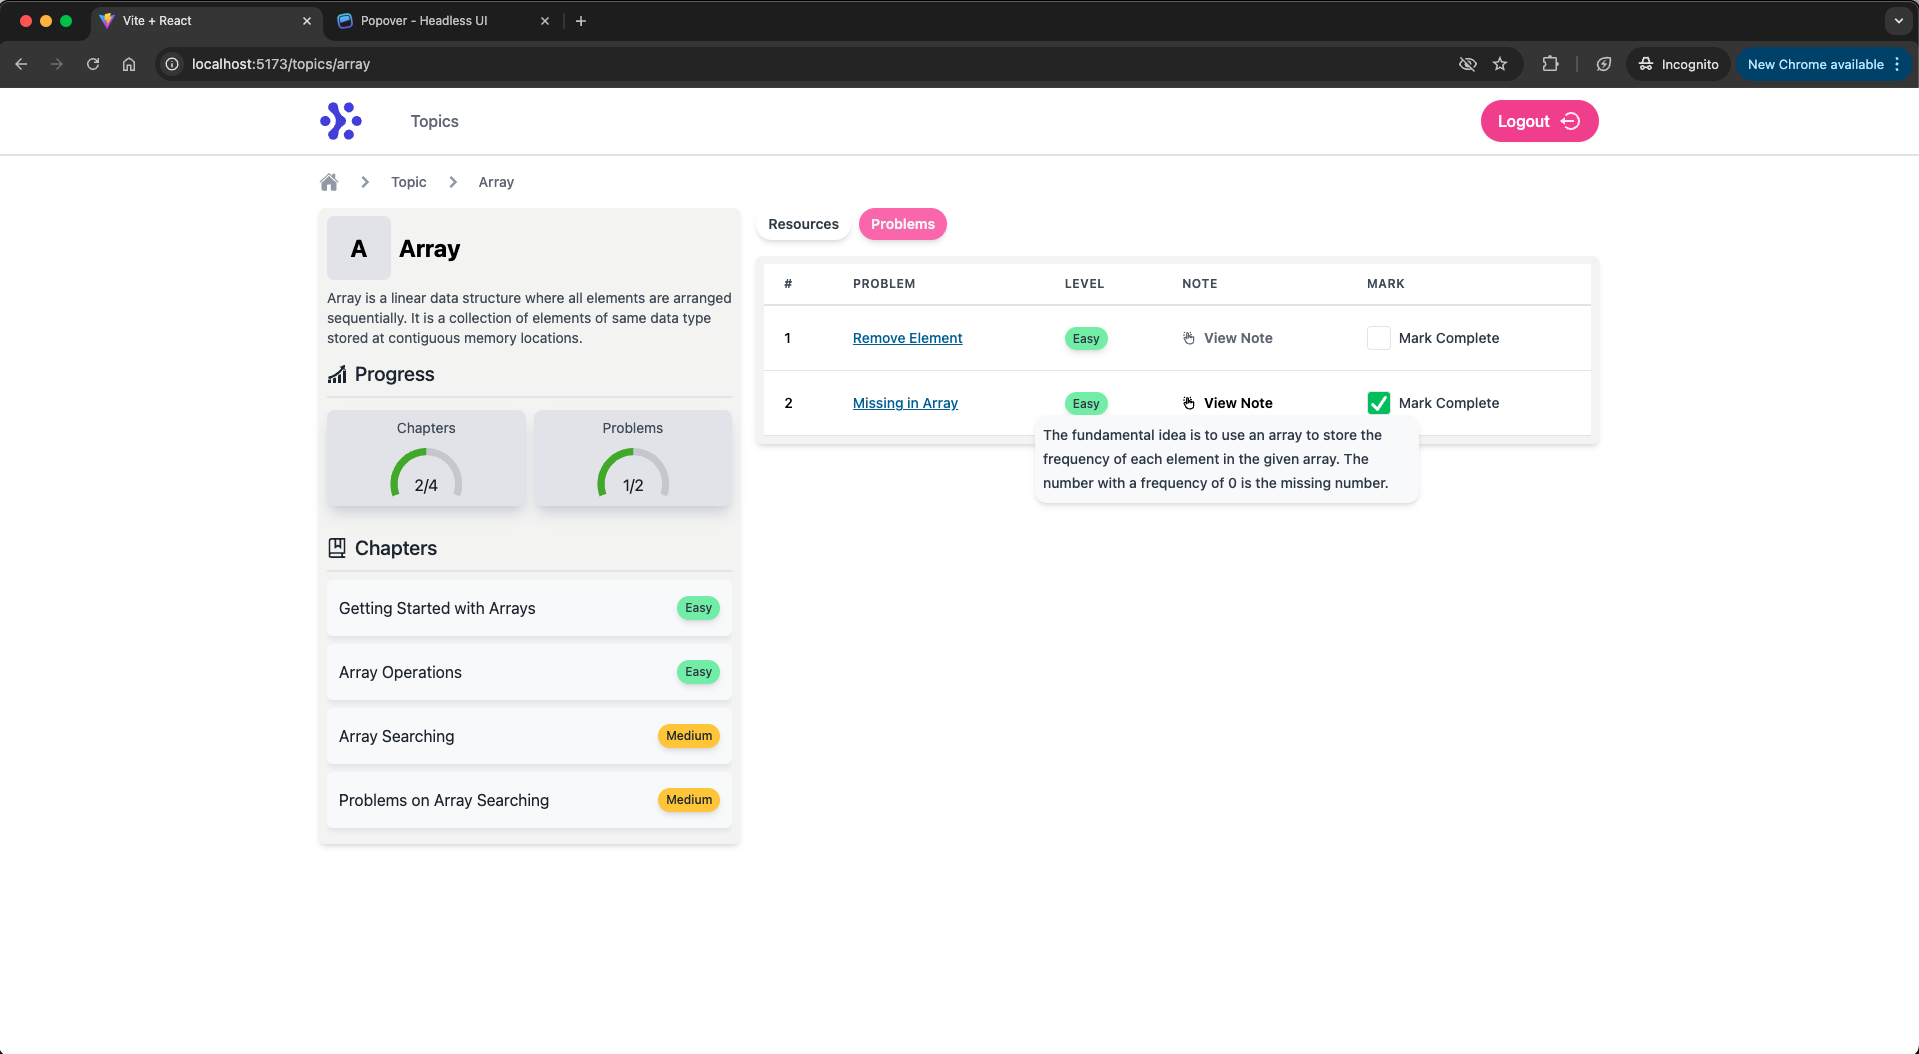 Vite + React
Popover - Headless UI
localhost:5173/topics/array
Incognito
New Chrome available
Topics
Logout
Topic
Array
A
Array
Array is a linear data structure where all elements are arranged
sequentially. It is a collection of elements of same data type
stored at contiguous memory locations.
Progress
Chapters
2/4
Problems
1/2
Chapters
Getting Started with Arrays
Easy
Array Operations
Easy
Array Searching
Medium
Problems on Array Searching
Medium
Resources
Problems
# PROBLEM LEVEL NOTE MARK
1 Remove Element Easy View Note Mark Complete
2 Missing in Array Easy View Note Mark Complete
The fundamental idea is to use an array to store the
frequency of each element in the given array. The
number with a frequency of 0 is the missing number.